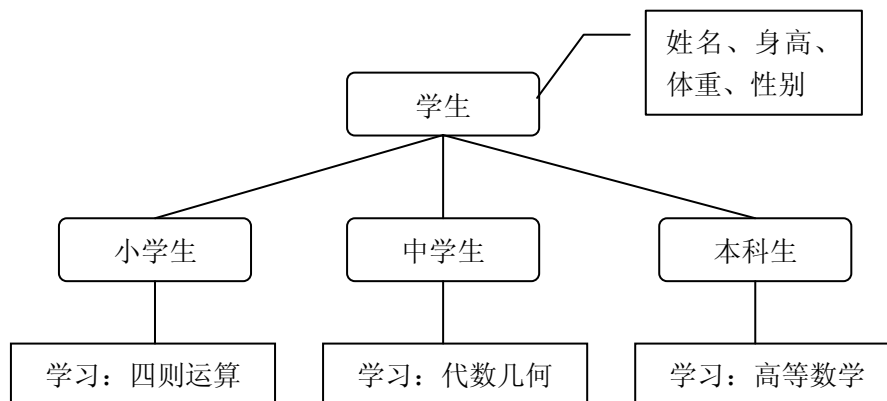 姓名、身高、
体重、性别
学生
小学生
中学生
本科生
学习：四则运算
学习：代数几何
学习：高等数学